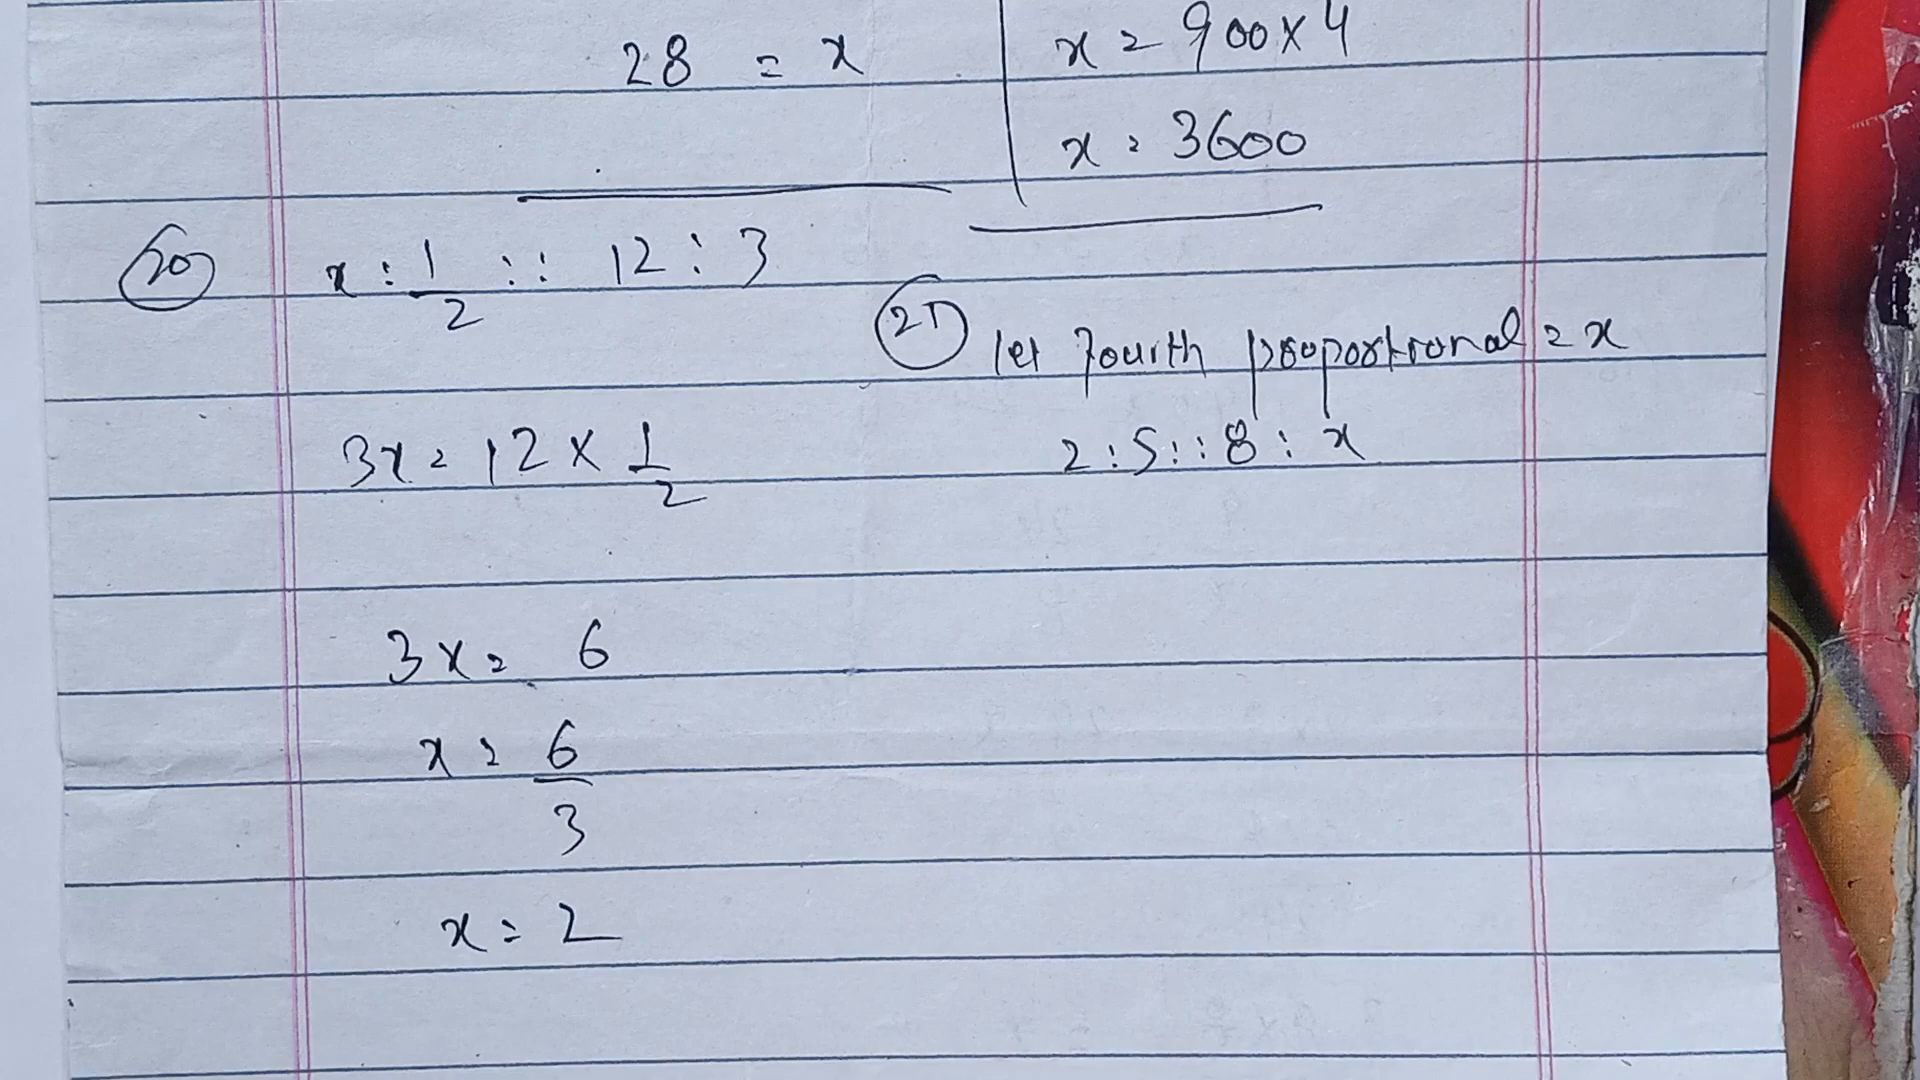 28 = x
x = 900 x 4
x = 3600
20 x : 1/2 :: 12 : 3
3x = 12 x 1/2
3x = 6
x = 6/3
x = 2
21 let fourth proportional = x
2 : 5 :: 8 : x